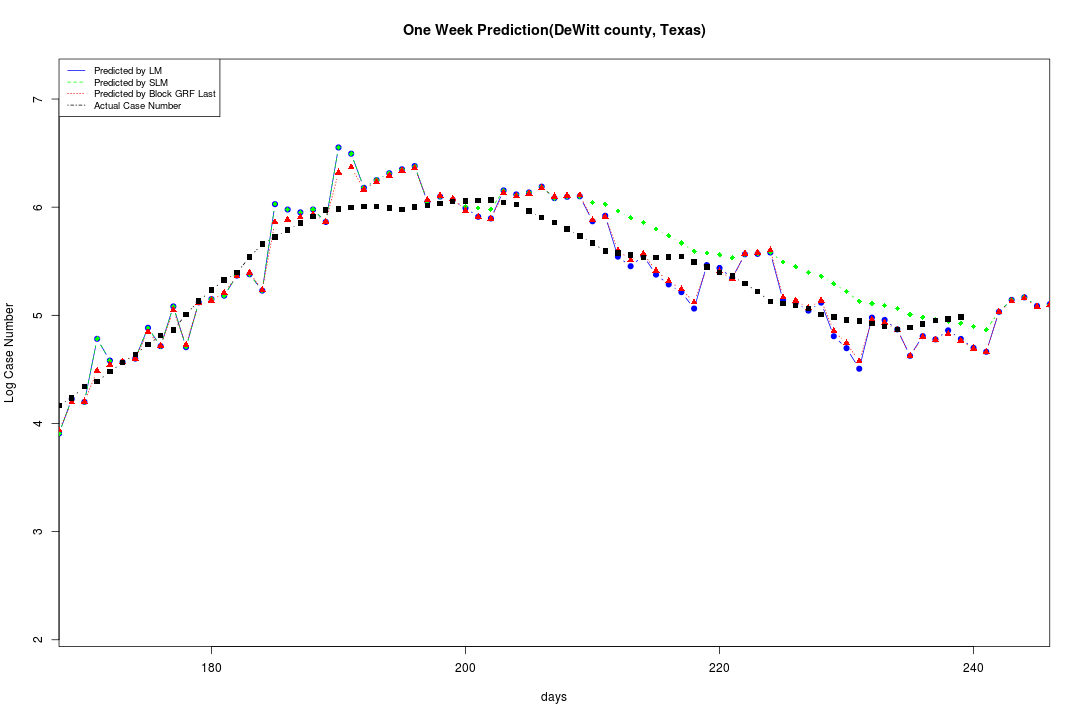 One Week Prediction(DeWitt county, Texas)
Predicted by LM
Predicted by SLM
Predicted by Block GRF Last
Actual Case Number
7
6
5
4
3
2
Log Case Number
180
200
220
240
days